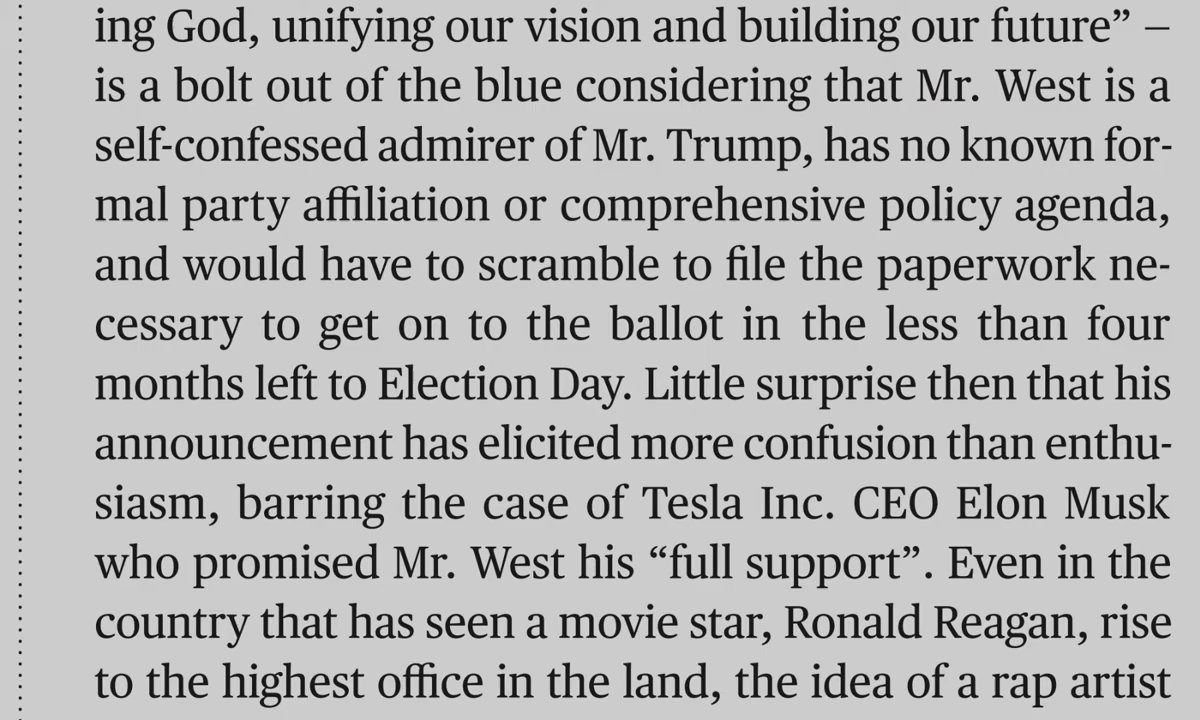 ing God, unifying our vision and building our future” –
is a bolt out of the blue considering that Mr. West is a
self-confessed admirer of Mr. Trump, has no known for-
mal party affiliation or comprehensive policy agenda,
and would have to scramble to file the paperwork ne-
cessary to get on to the ballot in the less than four
months left to Election Day. Little surprise then that his
announcement has elicited more confusion than enthu-
siasm, barring the case of Tesla Inc. CEO Elon Musk
who promised Mr. West his “full support”. Even in the
country that has seen a movie star, Ronald Reagan, rise
to the highest office in the land, the idea of a rap artist